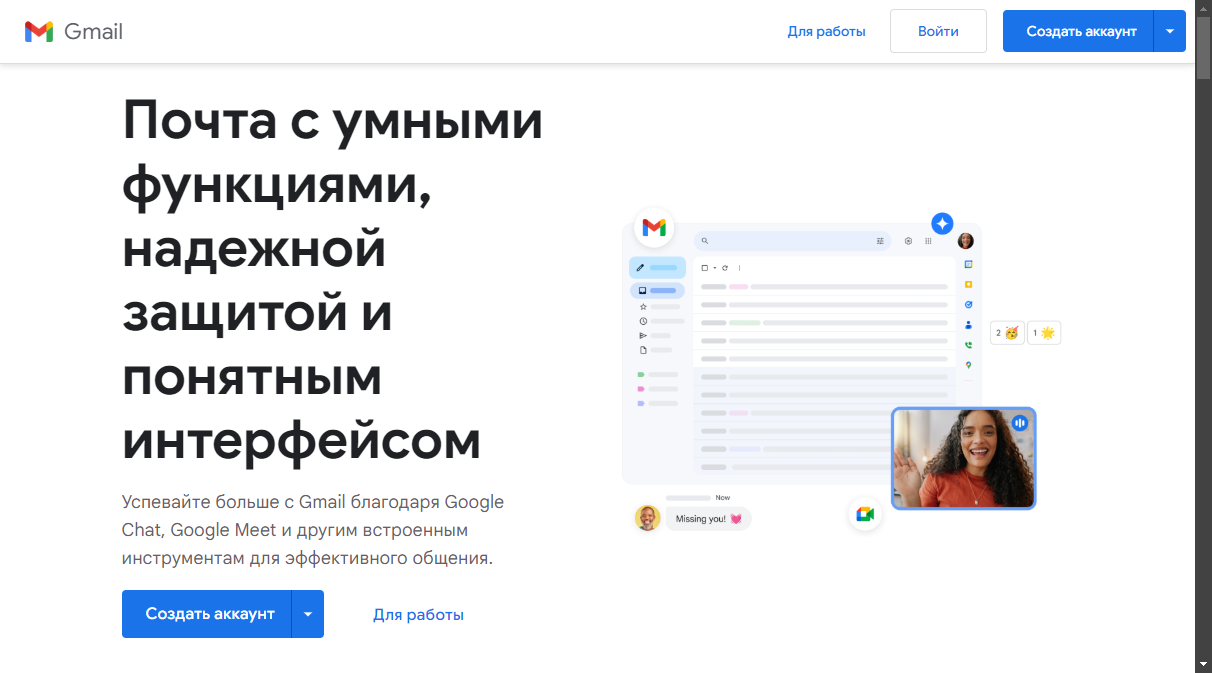 Gmail
Для работы
Войти
Создать аккаунт
Почта с умными
функциями,
надежной
защитой и
понятным
интерфейсом
Успевайте больше с Gmail благодаря Google
Chat, Google Meet и другим встроенным
инструментам для эффективного общения.
Создать аккаунт
Для работы
2
1
Now
Missing you!